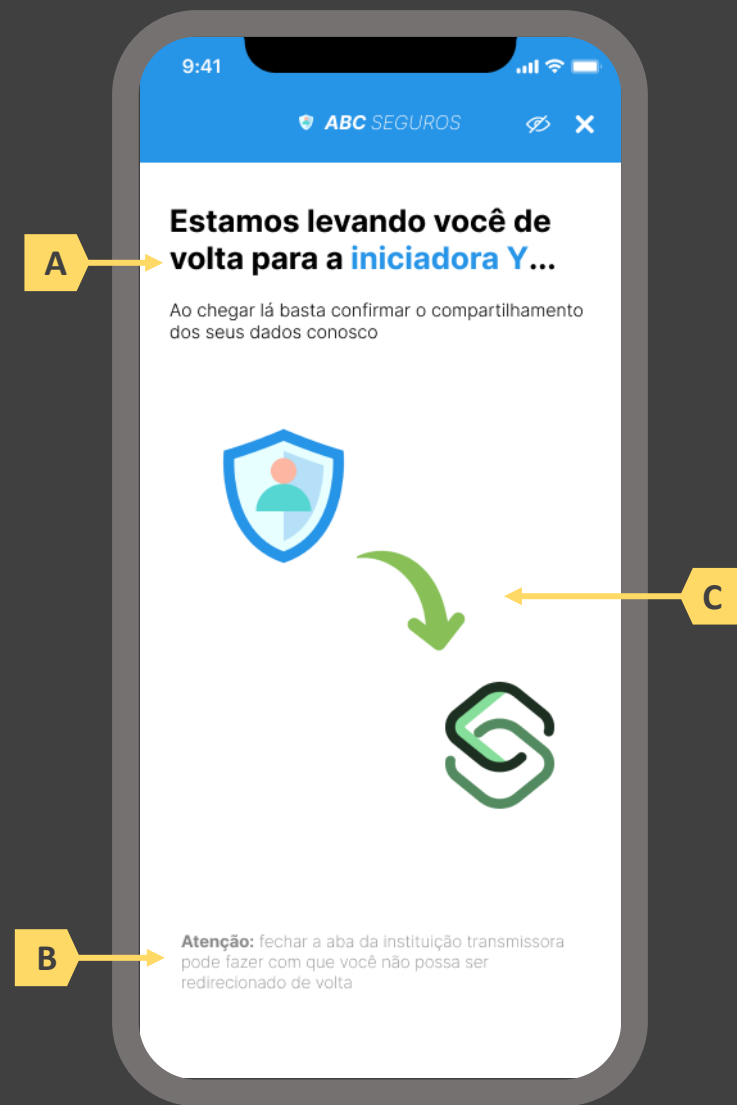 9:41
ABC SEGUROS
Estamos levando você de
volta para a iniciadora Y...
A
Ao chegar lá basta confirmar o compartilhamento
dos seus dados conosco
C
Atenção: fechar a aba da instituição transmissora
pode fazer com que você não possa ser
redirecionado de volta
B